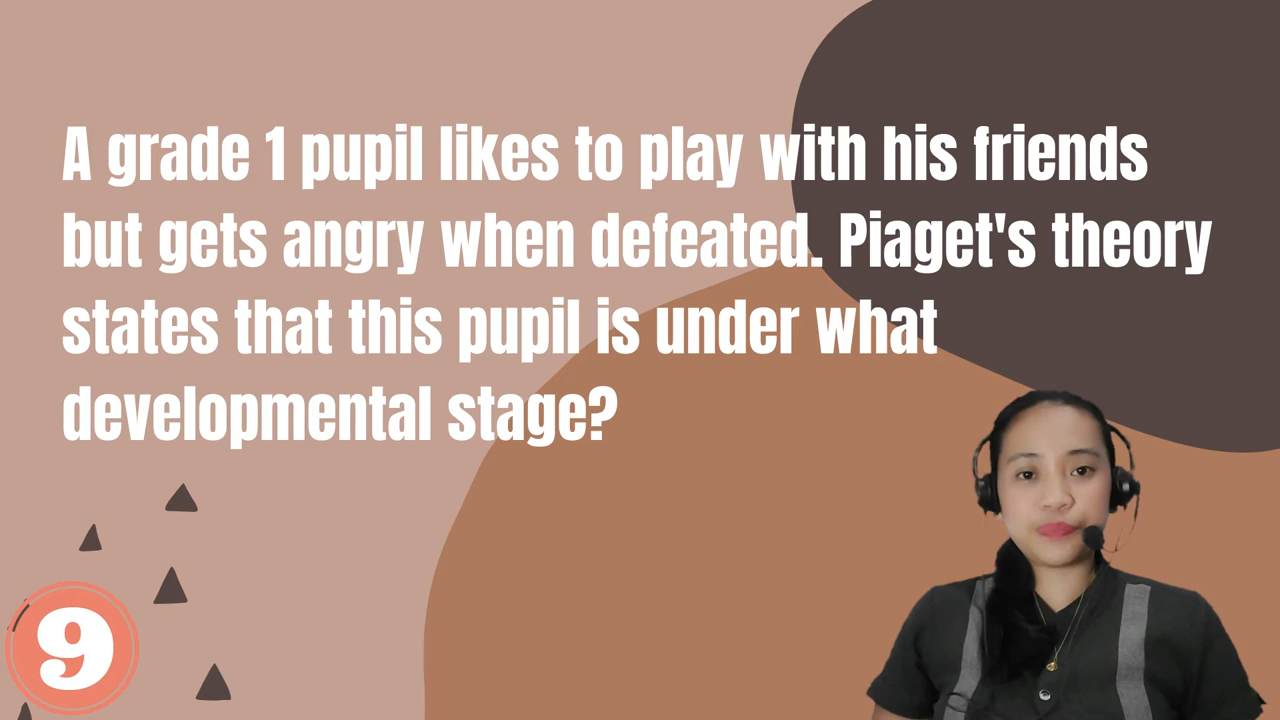 A grade 1 pupil likes to play with his friends
but gets angry when defeated. Piaget's theory
states that this pupil is under what
developmental stage?
9